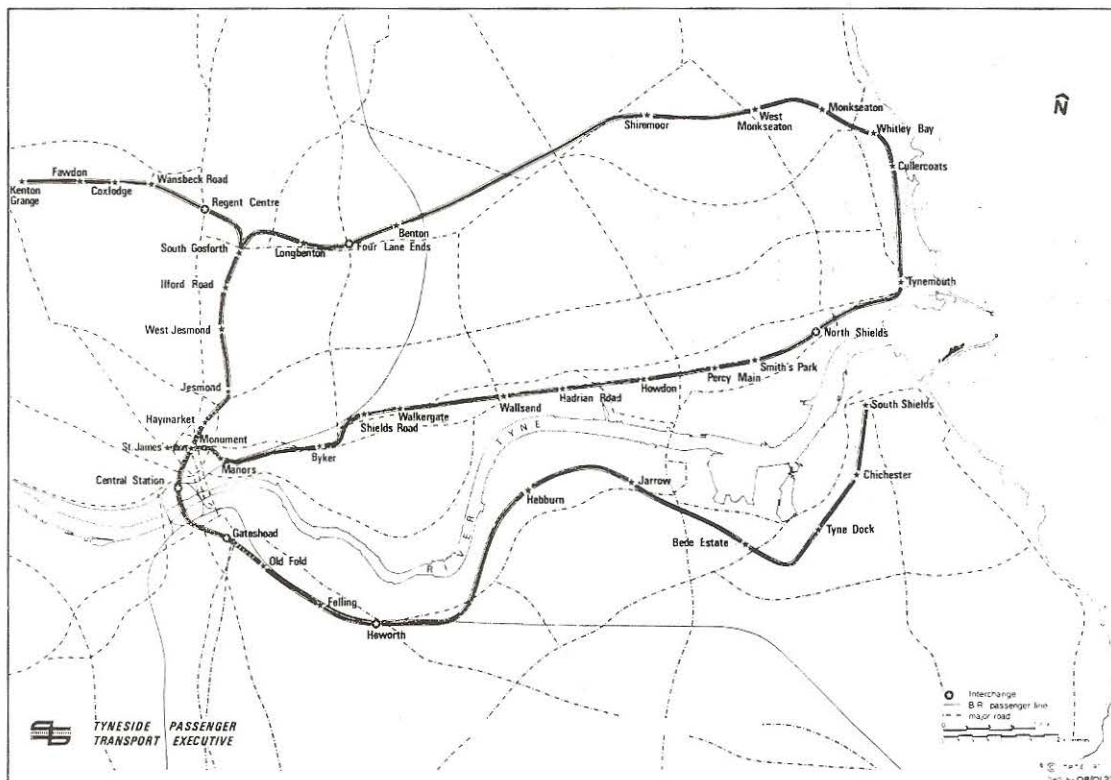 N
Shiremoor
West
Monkseaton
Monkseaton
Whitley Bay
Cullercoats
Fawdon
Kenton
Grange
Coxlodge
Wansbeck Road
Regent Centre
Benton
South Gosforth
Longbenton
Four Lane Ends
Ilford Road
Tynemouth
West Jesmond
North Shields
Smith's Park
Percy Main
Howdon
Hadrian Road
Wallsend
Jesmond
South Shields
Walkergate
Shields Road
Haymarket
Monument
St. James'
Manors
Byker
RIVER TYNE
Central Station
Chichester
Jarrow
Hebburn
Tyne Dock
Bede Estate
Gateshead
Old Fold
Felling
Heworth
Interchange
B.R. passenger line
major road
TYNESIDE PASSENGER
TRANSPORT EXECUTIVE